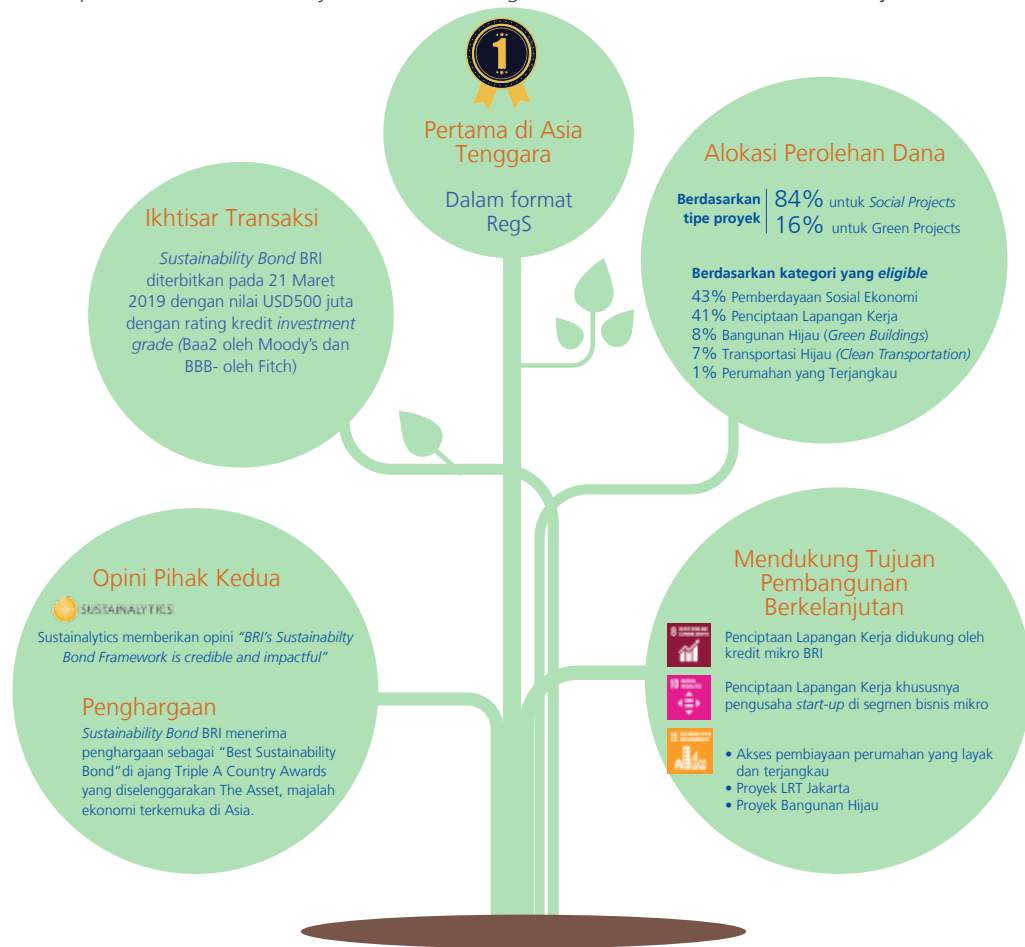 1
Pertama di Asia
Tenggara
Dalam format
RegS
Ikhtisar Transaksi
Sustainability Bond BRI
diterbitkan pada 21 Maret
2019 dengan nilai USD500 juta
dengan rating kredit investment
grade (Baa2 oleh Moody's dan
BBB- oleh Fitch)
Alokasi Perolehan Dana
Berdasarkan
tipe proyek
84% untuk Social Projects
16% untuk Green Projects
Berdasarkan kategori yang eligible
43% Pemberdayaan Sosial Ekonomi
41% Penciptaan Lapangan Kerja
8% Bangunan Hijau (Green Buildings)
7% Transportasi Hijau (Clean Transportation)
1% Perumahan yang Terjangkau
Opini Pihak Kedua
SUSTAINALYTICS
Sustainalytics memberikan opini "BRI's Sustainabilty
Bond Framework is credible and impactful"
Penghargaan
Sustainability Bond BRI menerima
penghargaan sebagai "Best Sustainability
Bond"di ajang Triple A Country Awards
yang diselenggarakan The Asset, majalah
ekonomi terkemuka di Asia.
Mendukung Tujuan
Pembangunan
Berkelanjutan
8
Penciptaan Lapangan Kerja didukung oleh
kredit mikro BRI
10
Penciptaan Lapangan Kerja khususnya
pengusaha start-up di segmen bisnis mikro
11
• Akses pembiayaan perumahan yang layak
dan terjangkau
• Proyek LRT Jakarta
• Proyek Bangunan Hijau